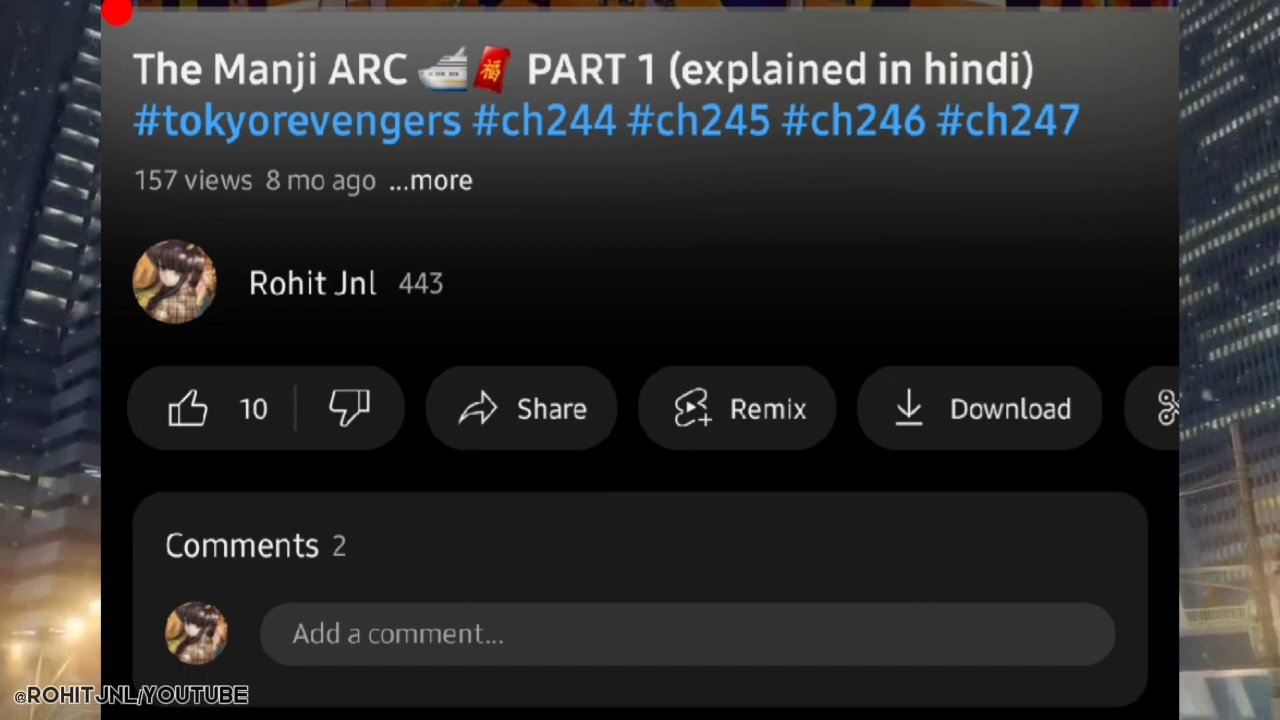 The Manji ARC 🛳️🧧 PART 1 (explained in hindi)
#tokyorevengers #ch244 #ch245 #ch246 #ch247
157 views 8 mo ago ...more
Rohit Jnl 443
10 Share Remix Download
Comments 2
Add a comment...
@ROHITJNL/YOUTUBE